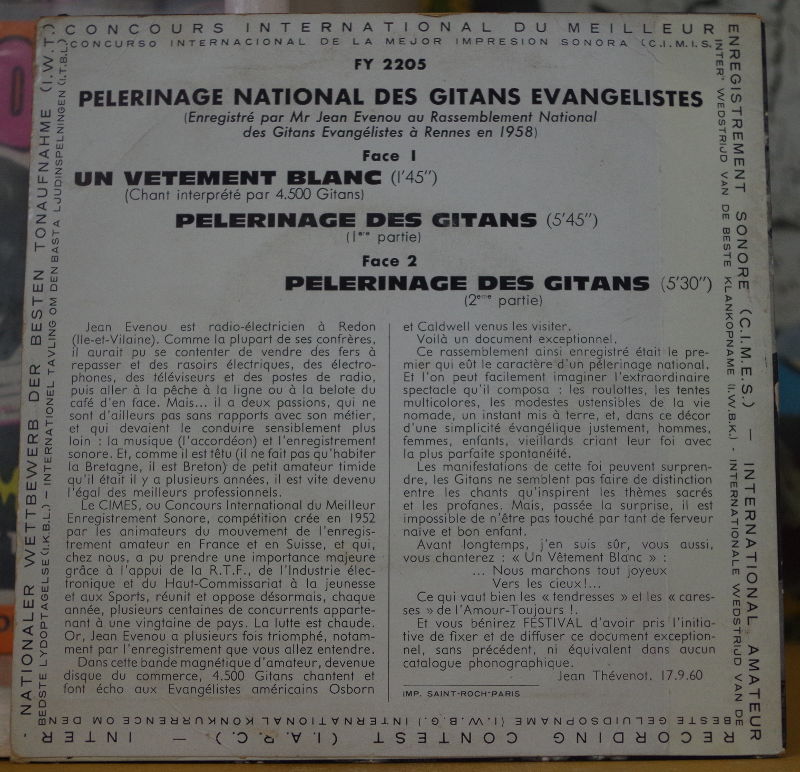 CONCOURS INTERNATIONAL DU MEILLEUR
CONCURSO INTERNACIONAL DE LA MEJOR IMPRESION SONORA (C.I.M.I.S.
ENREGISTREMENT SONORE (C.I.M.E.S.) — INTERNATIONAL AMATEUR
INTER' WEDSTRIJD VAN DE BESTE KLANKOPNAME (I.W.B.K.) - INTERNATIONALE WEDSTRIJD VAN DE
RECORDING CONTEST (I.A.R.C.) — INTER
BESTE GELUIDSOPNAME (I.W.B.G.) INTERNATIONAL KONKURRENCE OM DEN
- NATIONALER WETTBEWERB DER BESTEN TONAUFNAHME (I.W.T.)
BEDSTE LYDOPTAGELSE (I.K.B.L.) — INTERNATIONEL TAVLING OM DEN BASTA LJUDINSPELNINGEN (I.T.B.L.)
FY 2205
PELERINAGE NATIONAL DES GITANS EVANGELISTES
(Enregistré par Mr Jean Evenou au Rassemblement National
des Gitans Evangélistes à Rennes en 1958)
Face 1
UN VETEMENT BLANC (1'45")
(Chant interprété par 4.500 Gitans)
PELERINAGE DES GITANS (5'45")
(1ere partie)
Face 2
PELERINAGE DES GITANS (5'30")
(2eme partie)
Jean Evenou est radio-électricien à Redon
(Ile-et-Vilaine). Comme la plupart de ses confrères,
il aurait pu se contenter de vendre des fers à
repasser et des rasoirs électriques, des électro-
phones, des téléviseurs et des postes de radio,
puis aller à la pêche à la ligne ou à la belote du
café d'en face. Mais... il a deux passions, qui ne
sont d'ailleurs pas sans rapports avec son métier,
et qui devaient le conduire sensiblement plus
loin : la musique (l'accordéon) et l'enregistrement
sonore. Et, comme il est têtu (il ne fait pas qu'habiter
la Bretagne, il est Breton) de petit amateur timide
qu'il était il y a plusieurs années, il est vite devenu
l'égal des meilleurs professionnels.
Le CIMES, ou Concours International du Meilleur
Enregistrement Sonore, compétition crée en 1952
par les animateurs du mouvement de l'enregis-
trement amateur en France et en Suisse, et qui,
chez nous, a pu prendre une importance majeure
grâce à l'appui de la R.T.F., de l'Industrie élec-
tronique et du Haut-Commissariat à la jeunesse
et aux Sports, réunit et oppose désormais, chaque
année, plusieurs centaines de concurrents apparte-
nant à une vingtaine de pays. La lutte est chaude.
Or, Jean Evenou a plusieurs fois triomphé, notam-
ment par l'enregistrement que vous allez entendre.
Dans cette bande magnétique d'amateur, devenue
disque du commerce, 4.500 Gitans chantent et
font écho aux Evangélistes américains Osborn
et Caldwell venus les visiter.
Voilà un document exceptionnel.
Ce rassemblement ainsi enregistré était le pre-
mier qui eût le caractère d'un pélerinage national.
Et l'on peut facilement imaginer l'extraordinaire
spectacle qu'il composa : les roulottes, les tentes
multicolores, les modestes ustensibles de la vie
nomade, un instant mis à terre, et, dans ce décor
d'une simplicité évangélique justement, hommes,
femmes, enfants, vieillards criant leur foi avec
la plus parfaite spontanéité.
Les manifestations de cette foi peuvent surpren-
dre, les Gitans ne semblent pas faire de distinction
entre les chants qu'inspirent les thèmes sacrés
et les profanes. Mais, passée la surprise, il est
impossible de n'être pas touché par tant de ferveur
naive et bon enfant.
Avant longtemps, j'en suis sûr, vous aussi,
vous chanterez : « Un Vêtement Blanc » :
... Nous marchons tout joyeux
Vers les cieux!...
Ce qui vaut bien les « tendresses » et les « cares-
ses » de l'Amour-Toujours !.
Et vous bénirez FESTIVAL d'avoir pris l'initia-
tive de fixer et de diffuser ce document exception-
nel, sans précédent, ni équivalent dans aucun
catalogue phonographique.
Jean Thévenot, 17.9.60
IMP. SAINT-ROCH-PARIS